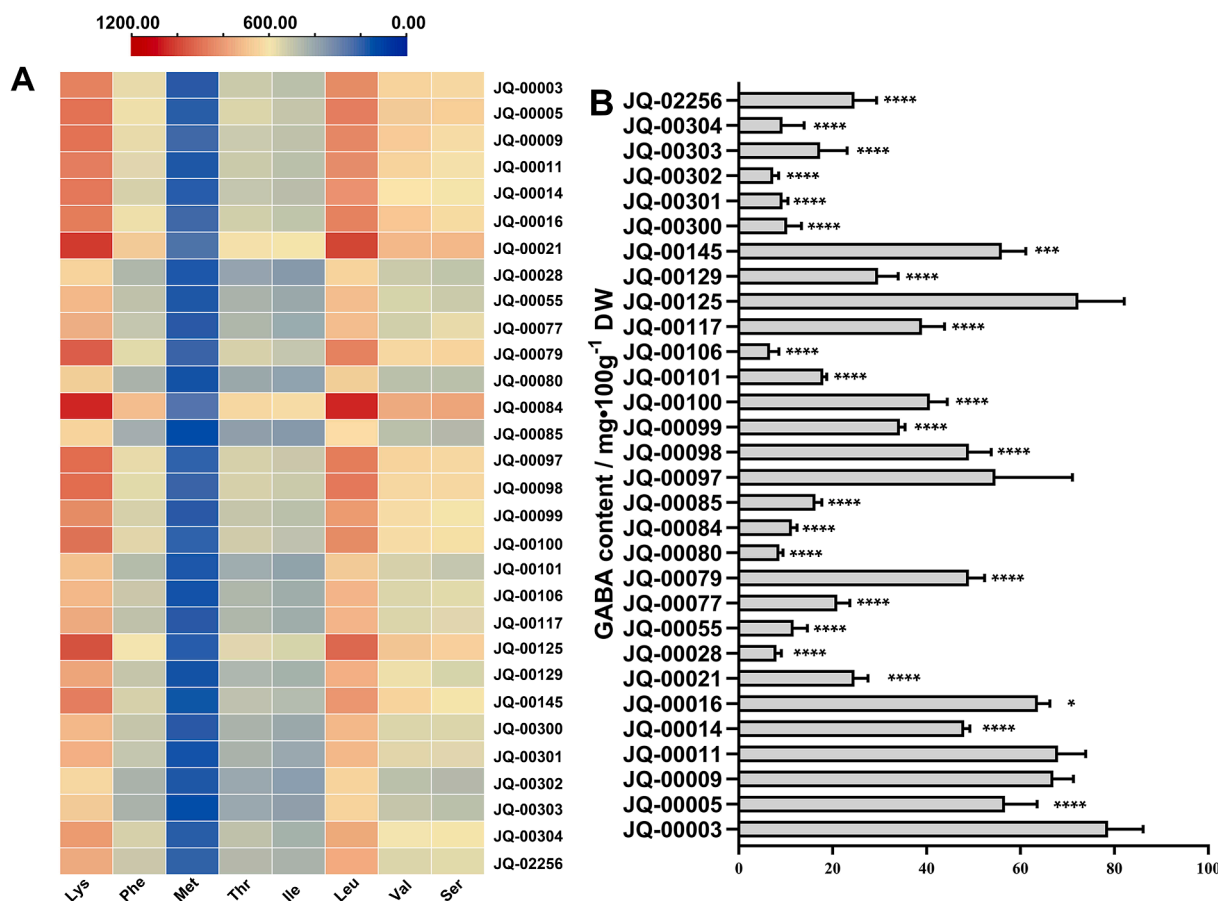 1200.00 600.00 0.00
A
JQ-00003
JQ-00005
JQ-00009
JQ-00011
JQ-00014
JQ-00016
JQ-00021
JQ-00028
JQ-00055
JQ-00077
JQ-00079
JQ-00080
JQ-00084
JQ-00085
JQ-00097
JQ-00098
JQ-00099
JQ-00100
JQ-00101
JQ-00106
JQ-00117
JQ-00125
JQ-00129
JQ-00145
JQ-00300
JQ-00301
JQ-00302
JQ-00303
JQ-00304
JQ-02256
Lys Phe Met Thr Ile Leu Val Ser
B
GABA content / mg•100g⁻¹ DW
JQ-02256 ****
JQ-00304 ****
JQ-00303 ****
JQ-00302 ****
JQ-00301 ****
JQ-00300 ****
JQ-00145 ***
JQ-00129 ****
JQ-00125
JQ-00117 ****
JQ-00106 ****
JQ-00101 ****
JQ-00100 ****
JQ-00099 ****
JQ-00098 ****
JQ-00097
JQ-00085 ****
JQ-00084 ****
JQ-00080 ****
JQ-00079 ****
JQ-00077 ****
JQ-00055 ****
JQ-00028 ****
JQ-00021 ****
JQ-00016 *
JQ-00014 ****
JQ-00011
JQ-00009
JQ-00005 ****
JQ-00003
0 20 40 60 80 100